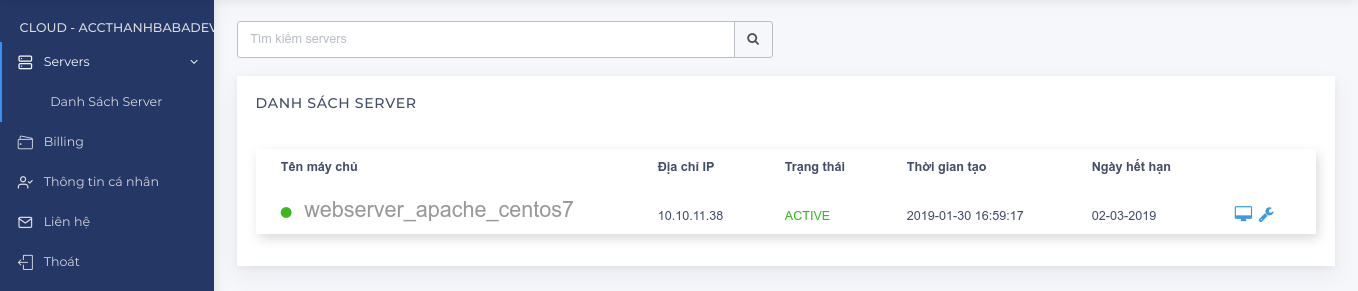 CLOUD - ACCTHANHBABADEV
Servers
Danh Sách Server
Billing
Thông tin cá nhân
Liên hệ
Thoát
Tìm kiếm servers
DANH SÁCH SERVER
Tên máy chủ Địa chỉ IP Trạng thái Thời gian tạo Ngày hết hạn
webserver_apache_centos7 10.10.11.38 ACTIVE 2019-01-30 16:59:17 02-03-2019